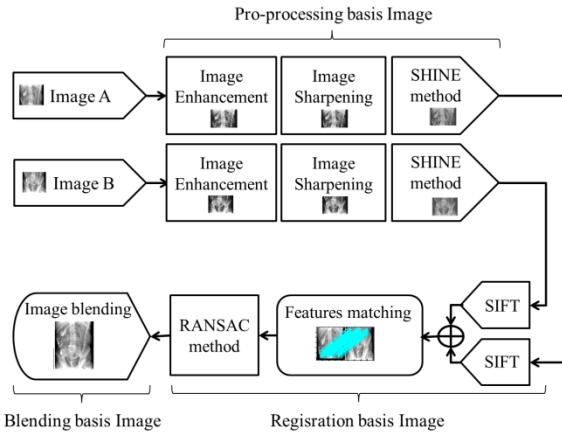 Pro-processing basis Image
Image A
Image
Enhancement
Image
Sharpening
SHINE
method
Image B
Image
Enhancement
Image
Sharpening
SHINE
method
Image blending
RANSAC
method
Features matching
SIFT
SIFT
Blending basis Image
Regisration basis Image